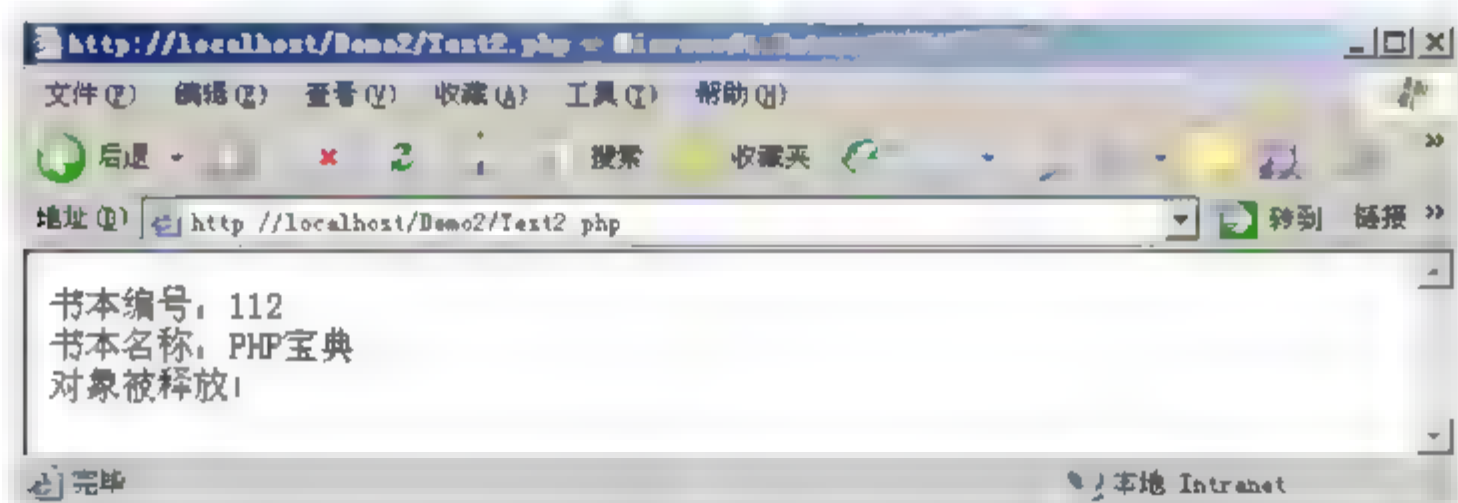 http://localhost/Demo2/Test2.php -
文件(F) 编辑(E) 查看(V) 收藏(A) 工具(T) 帮助(H)
后退 搜索 收藏夹 »
地址(D) http //localhost/Demo2/Test2 php 转到 链接 »
书本编号：112
书本名称：PHP宝典
对象被释放！
完毕 本地 Intranet